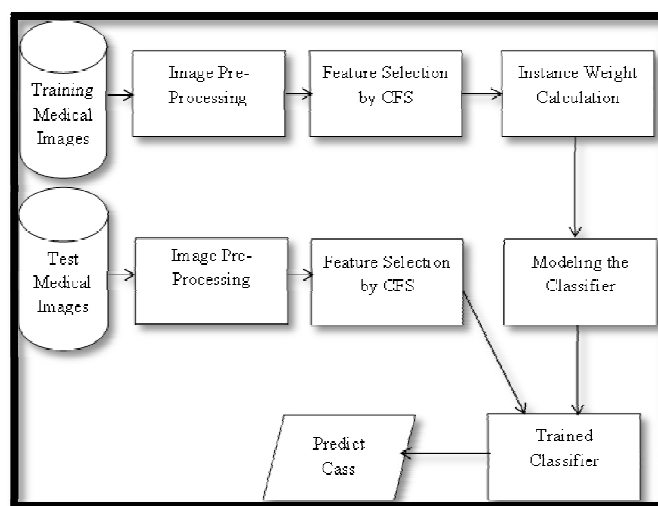 Training
Medical
Images
Image Pre-
Processing
Feature Selection
by CFS
Instance Weight
Calculation
Test
Medical
Images
Image Pre-
Processing
Feature Selection
by CFS
Modeling the
Classifier
Predict
Cass
Trained
Classifier